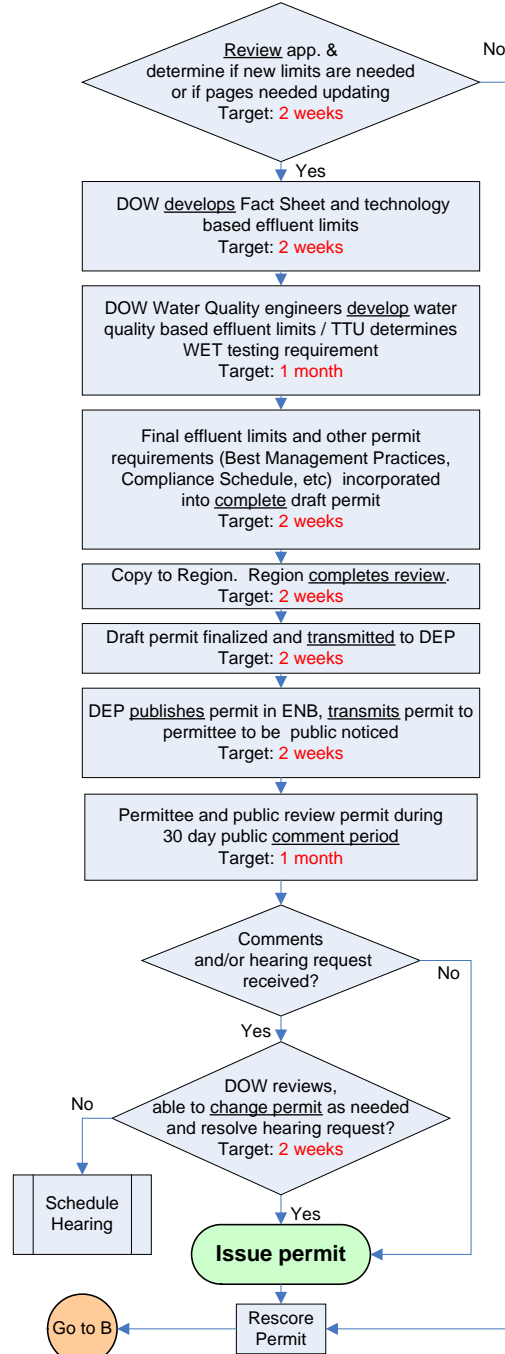 Review app. &
determine if new limits are needed
or if pages needed updating
Target: 2 weeks
No
Yes
DOW develops Fact Sheet and technology
based effluent limits
Target: 2 weeks
DOW Water Quality engineers develop water
quality based effluent limits / TTU determines
WET testing requirement
Target: 1 month
Final effluent limits and other permit
requirements (Best Management Practices,
Compliance Schedule, etc) incorporated
into complete draft permit
Target: 2 weeks
Copy to Region. Region completes review.
Target: 2 weeks
Draft permit finalized and transmitted to DEP
Target: 2 weeks
DEP publishes permit in ENB, transmits permit to
permittee to be public noticed
Target: 2 weeks
Permittee and public review permit during
30 day public comment period
Target: 1 month
Comments
and/or hearing request
received?
No
Yes
DOW reviews,
able to change permit as needed
and resolve hearing request?
Target: 2 weeks
No
Schedule
Hearing
Yes
Issue permit
Rescore
Permit
Go to B